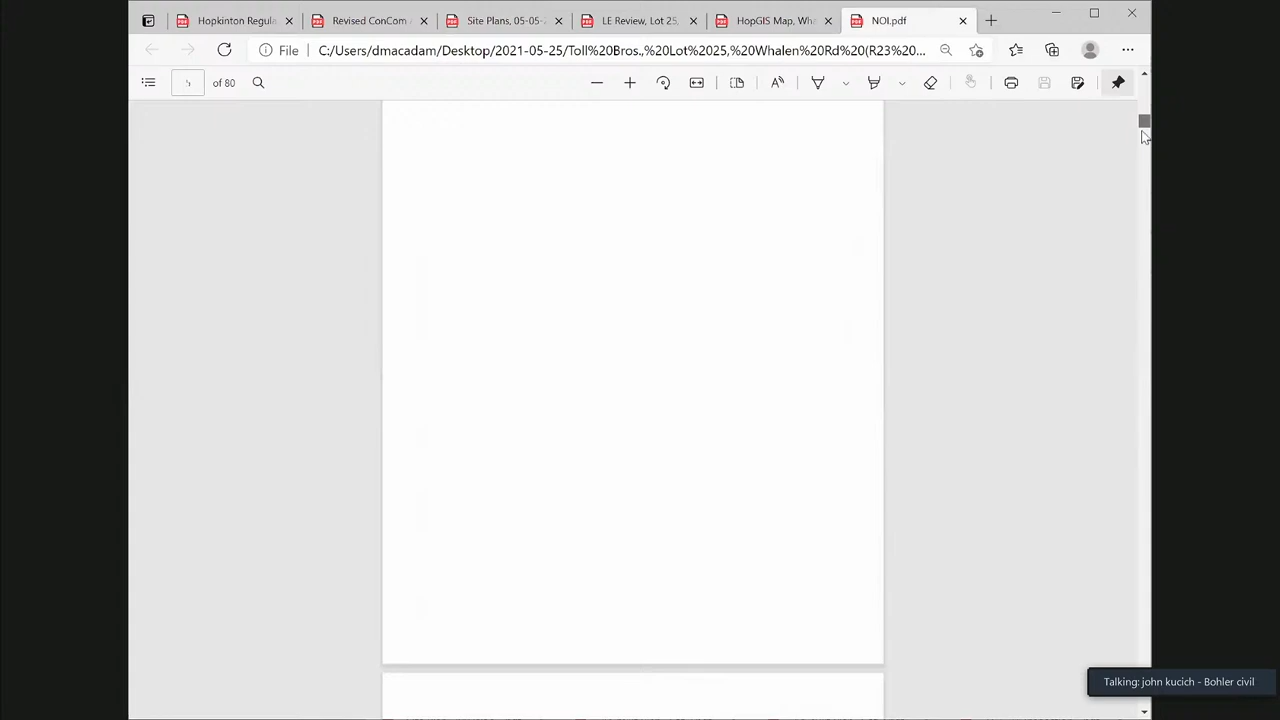 Hopkinton Regula
Revised ConCom
Site Plans, 05-05-
LE Review, Lot 25,
HopGIS Map, Wha
NOI.pdf
File
C:/Users/dmacadam/Desktop/2021-05-25/Toll%20Bros.,%20Lot%2025,%20Whalen%20Rd%20(R23%20...
of 80
Talking: john kucich - Bohler civil